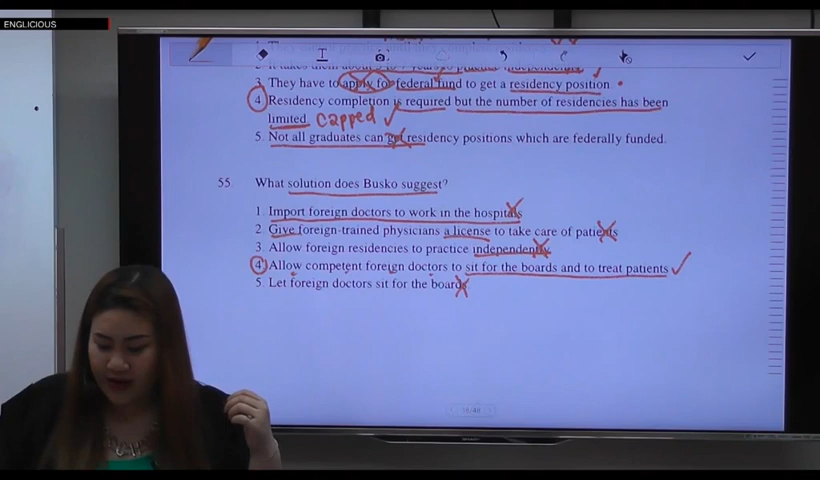 ENGLICIOUS
3. They have to apply for federal fund to get a residency position
4 Residency completion is required but the number of residencies has been
limited. capped
5. Not all graduates can get residency positions which are federally funded.
55. What solution does Busko suggest?
1. Import foreign doctors to work in the hospitals
2. Give foreign-trained physicians a license to take care of patients
3. Allow foreign residencies to practice independently
4. Allow competent foreign doctors to sit for the boards and to treat patients
5. Let foreign doctors sit for the boards